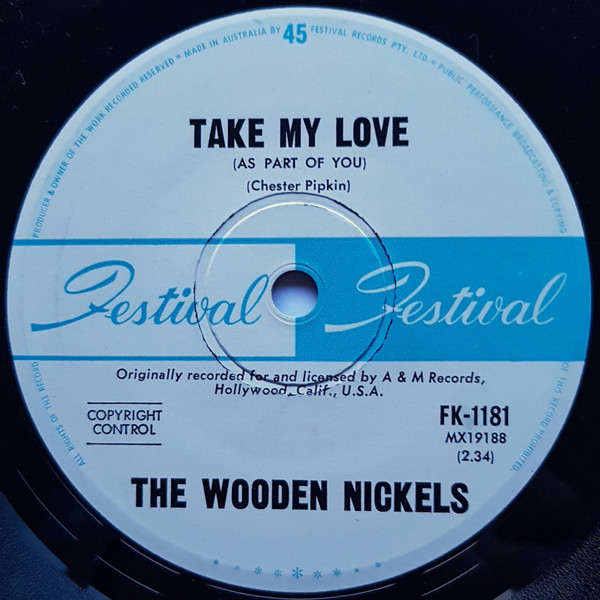 PRODUCER & OWNER OF THE WORK RECORDED RESERVED * MADE IN AUSTRALIA BY 45 FESTIVAL RECORDS PTY. LTD. * PUBLIC PERFORMANCE BROADCASTING & COPYING
TAKE MY LOVE
(AS PART OF YOU)
(Chester Pipkin)
Festival Festival
Originally recorded for and licensed by A & M Records,
Hollywood, Calif., U.S.A.
COPYRIGHT
CONTROL
FK-1181
MX19188
(2.34)
THE WOODEN NICKELS
ALL RIGHTS OF THE RECORD
OF THIS RECORD PROHIBITED.